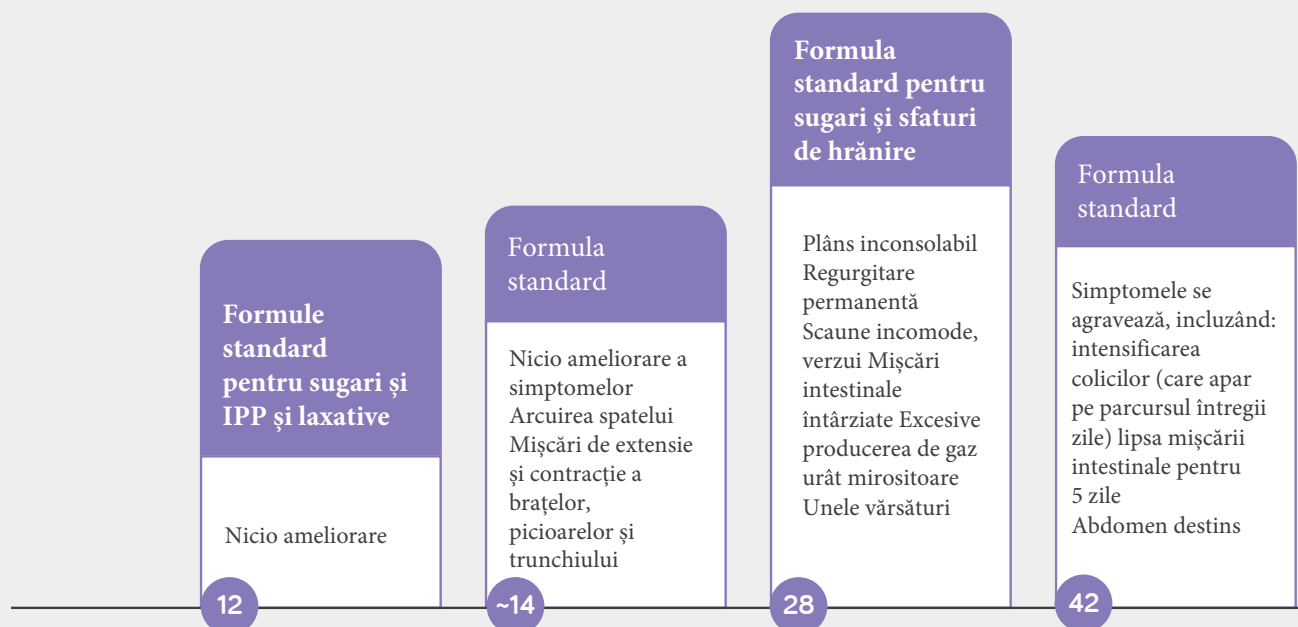 Formule
standard
pentru sugari și
IPP și laxative
Nicio ameliorare
12
Formula
standard
Nicio ameliorare a
simptomelor
Arcuirea spatelui
Mișcări de extensie
și contracție a
brațelor,
picioarelor și
trunchiului
~14
Formula
standard pentru
sugari și sfaturi
de hrănire
Plâns inconsolabil
Regurgitare
permanentă
Scaune incomode,
verzui Mișcări
intestinale
întârziate Excesive
producerea de gaz
urât mirositoare
Unele vărsături
28
Formula
standard
Simptomele se
agravează, incluzând:
intensificarea
colicilor (care apar
pe parcursul întregii
zile) lipsa mișcării
intestinale pentru
5 zile
Abdomen destins
42